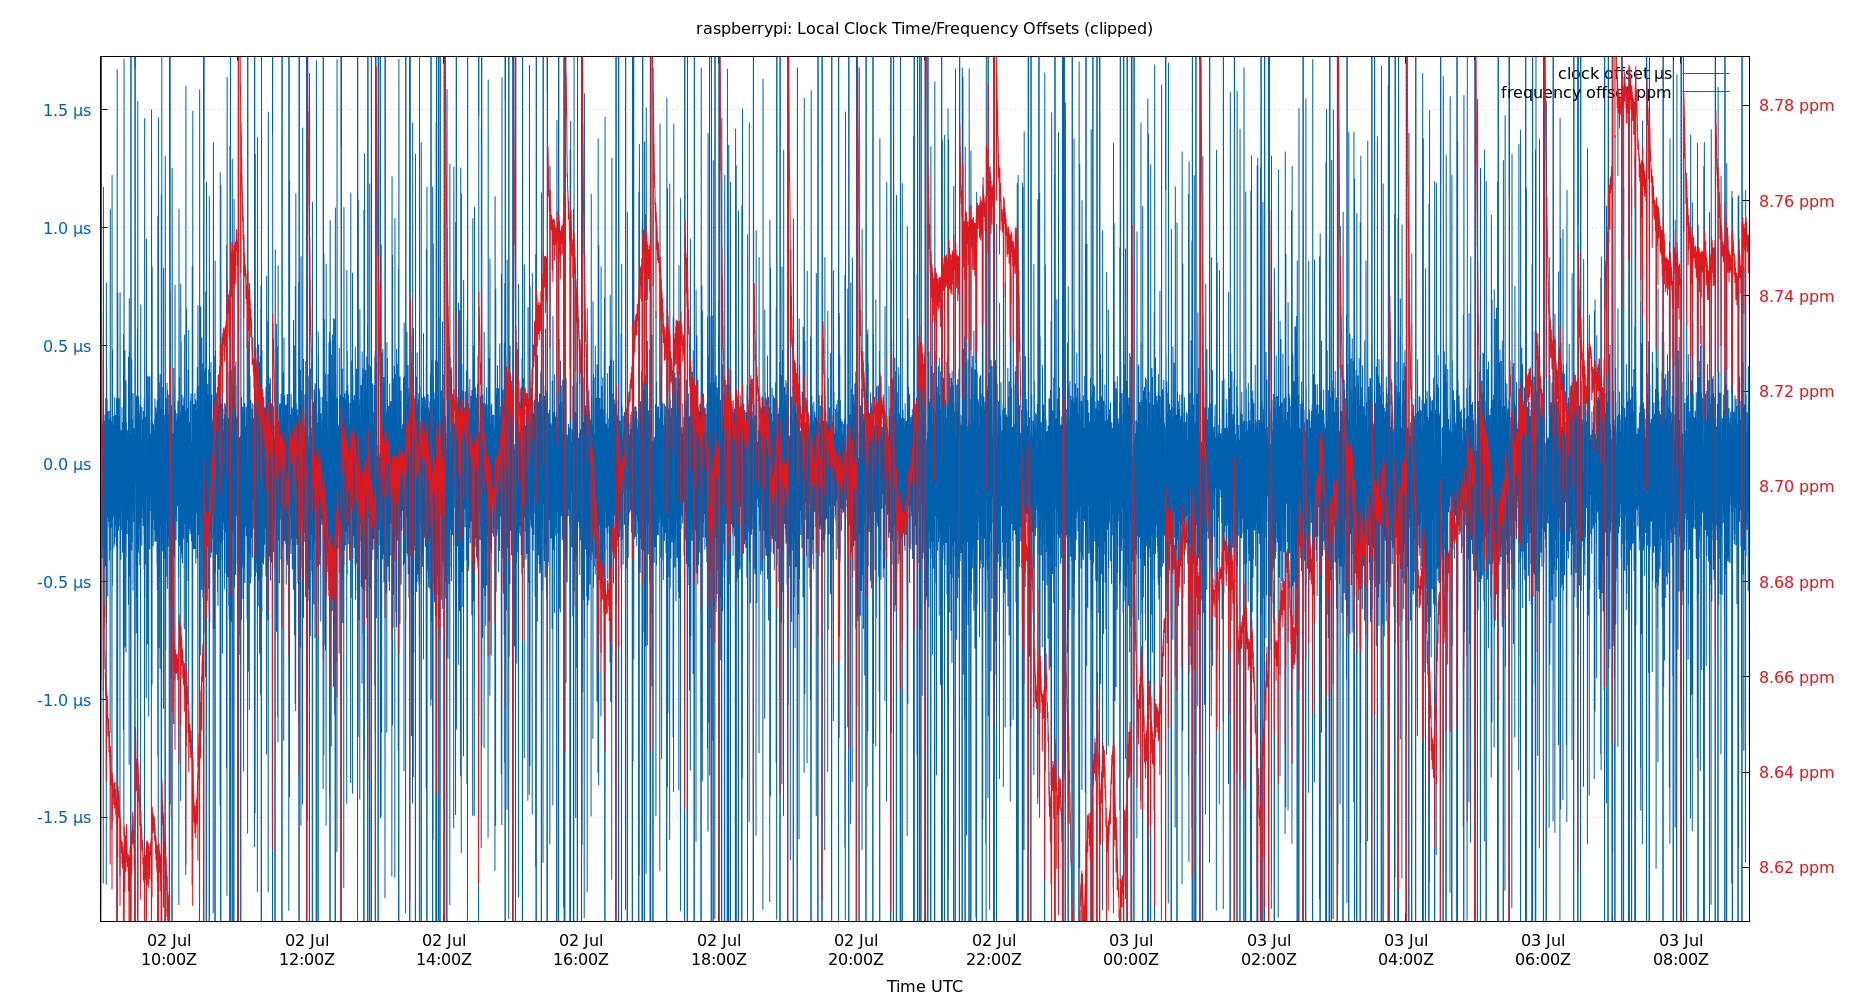 raspberrypi: Local Clock Time/Frequency Offsets (clipped)
clock offset µs
frequency offset ppm
1.5 µs
1.0 µs
0.5 µs
0.0 µs
-0.5 µs
-1.0 µs
-1.5 µs
8.78 ppm
8.76 ppm
8.74 ppm
8.72 ppm
8.70 ppm
8.68 ppm
8.66 ppm
8.64 ppm
8.62 ppm
02 Jul 02 Jul 02 Jul 02 Jul 02 Jul 02 Jul 02 Jul 03 Jul 03 Jul 03 Jul 03 Jul 03 Jul
10:00Z 12:00Z 14:00Z 16:00Z 18:00Z 20:00Z 22:00Z 00:00Z 02:00Z 04:00Z 06:00Z 08:00Z
Time UTC